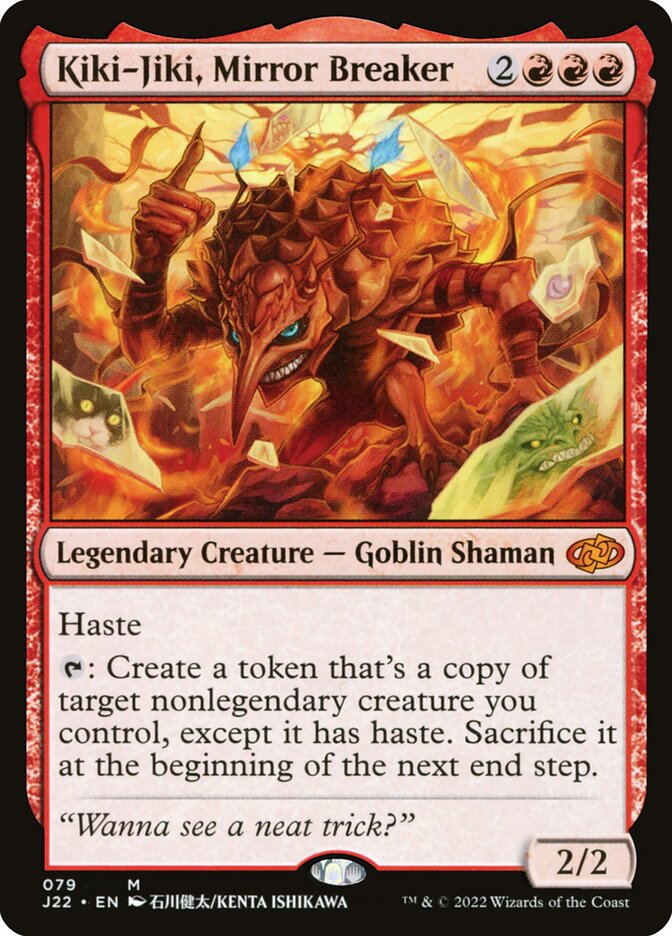 Kiki-Jiki, Mirror Breaker 2
Legendary Creature — Goblin Shaman
Haste
: Create a token that's a copy of
target nonlegendary creature you
control, except it has haste. Sacrifice it
at the beginning of the next end step.
“Wanna see a neat trick?”
2/2
079 M
J22 • EN 石川健太/KENTA ISHIKAWA
™ & © 2022 Wizards of the Coast